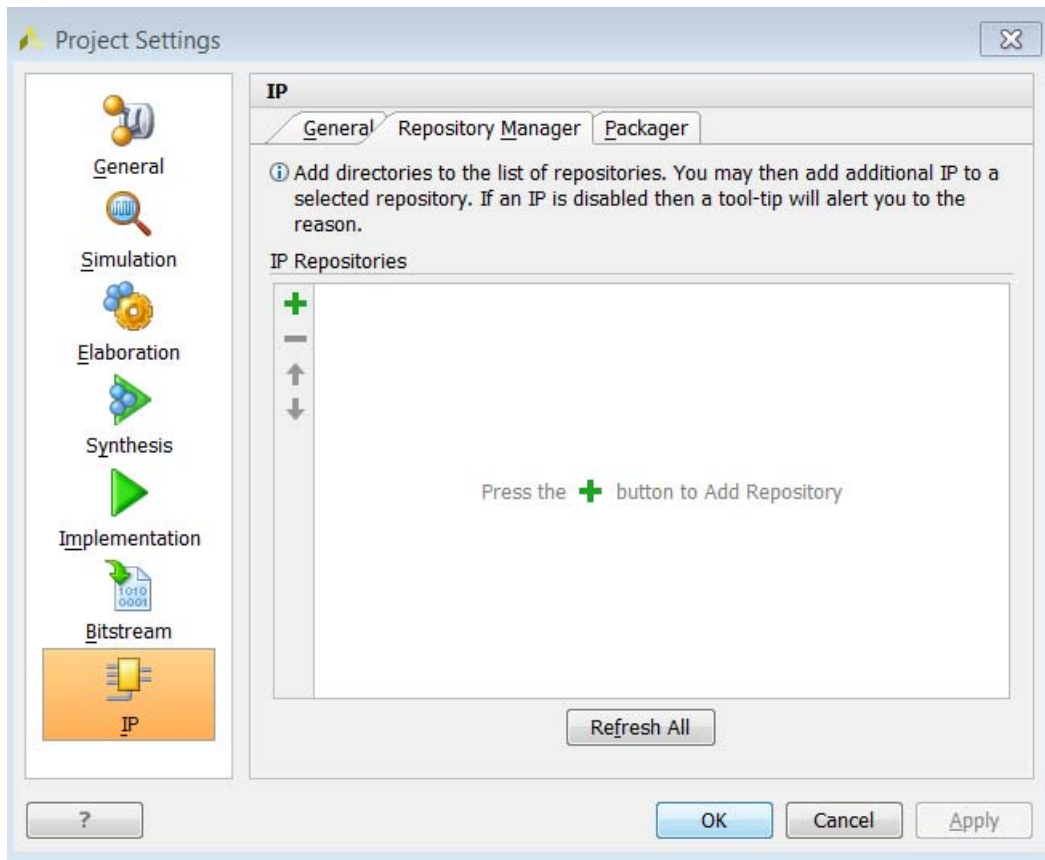 Project Settings
General
Simulation
Elaboration
Synthesis
Implementation
1010
0001
Bitstream
IP
IP
General Repository Manager Packager
Add directories to the list of repositories. You may then add additional IP to a
selected repository. If an IP is disabled then a tool-tip will alert you to the
reason.
IP Repositories
Press the + button to Add Repository
Refresh All
? OK Cancel Apply